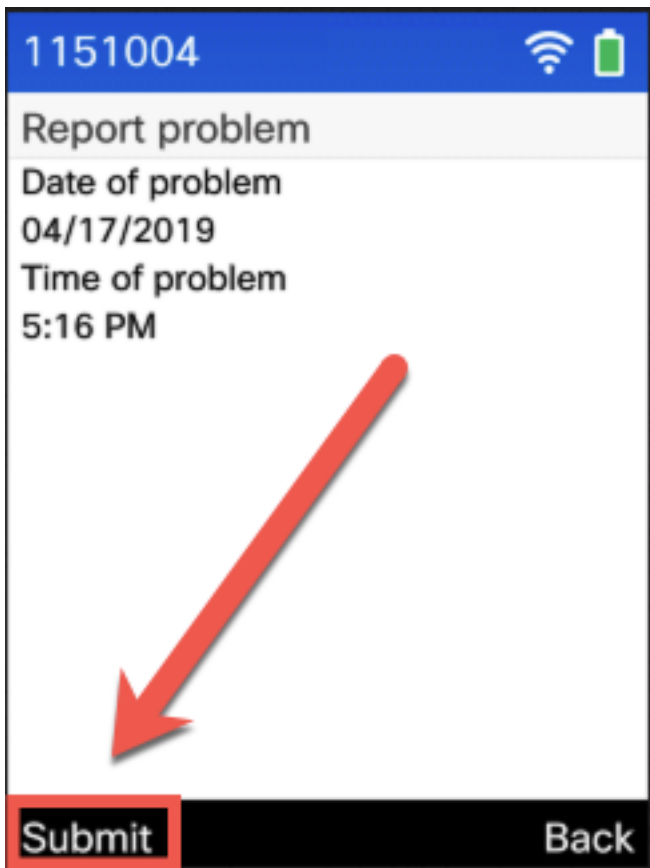 1151004
Report problem
Date of problem
04/17/2019
Time of problem
5:16 PM
Submit
Back